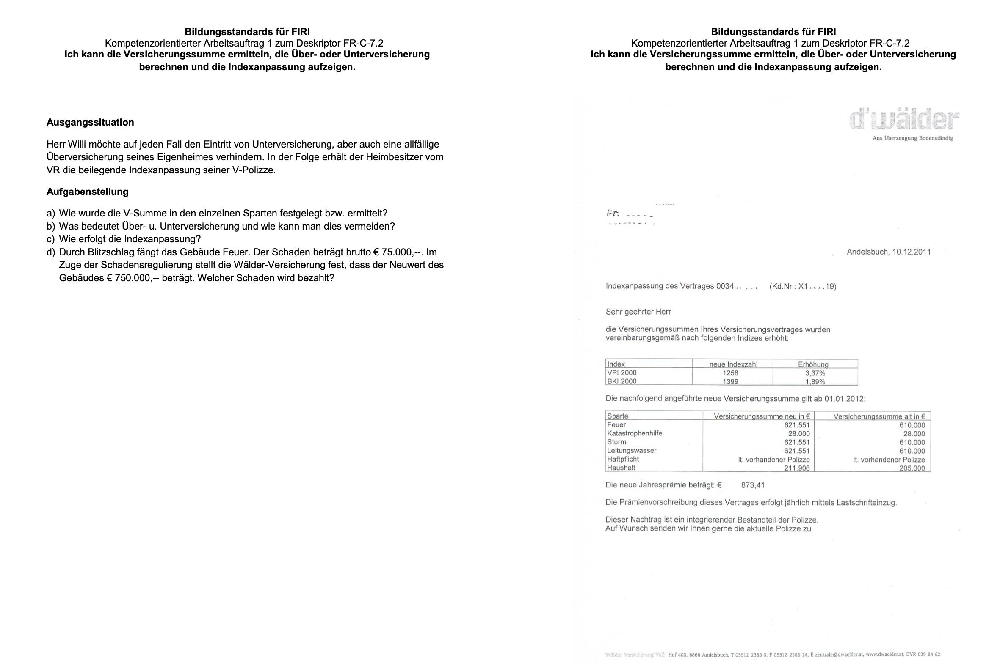 Bildungsstandards für FIRI
Kompetenzorientierter Arbeitsauftrag 1 zum Deskriptor FR-C-7.2
Ich kann die Versicherungssumme ermitteln, die Über- oder Unterversicherung
berechnen und die Indexanpassung aufzeigen.
Ausgangssituation
Herr Willi möchte auf jeden Fall den Eintritt von Unterversicherung, aber auch eine allfällige
Überversicherung seines Eigenheimes verhindern. In der Folge erhält der Heimbesitzer vom
VR die beilegende Indexanpassung seiner V-Polizze.
Aufgabenstellung
a) Wie wurde die V-Summe in den einzelnen Sparten festgelegt bzw. ermittelt?
b) Was bedeutet Über- u. Unterversicherung und wie kann man dies vermeiden?
c) Wie erfolgt die Indexanpassung?
d) Durch Blitzschlag fängt das Gebäude Feuer. Der Schaden beträgt brutto € 75.000,--. Im
Zuge der Schadensregulierung stellt die Wälder-Versicherung fest, dass der Neuwert des
Gebäudes € 750.000,-- beträgt. Welcher Schaden wird bezahlt?
Bildungsstandards für FIRI
Kompetenzorientierter Arbeitsauftrag 1 zum Deskriptor FR-C-7.2
Ich kann die Versicherungssumme ermitteln, die Über- oder Unterversicherung
berechnen und die Indexanpassung aufzeigen.
d'wälder
Aus Überzeugung Bodenständig
Hr.
Andelsbuch, 10.12.2011
Indexanpassung des Vertrages 0034 (Kd.Nr.: X1 . . . . 19)
Sehr geehrter Herr
die Versicherungssummen Ihres Versicherungsvertrages wurden
vereinbarungsgemäß nach folgenden Indizes erhöht:
Index neue Indexzahl Erhöhung
VPI 2000 1258 3,37%
BKI 2000 1399 1,89%
Die nachfolgend angeführte neue Versicherungssumme gilt ab 01.01.2012:
Sparte Versicherungssumme neu in € Versicherungssumme alt in €
Feuer 621.551 610.000
Katastrophenhilfe 28.000 28.000
Sturm 621.551 610.000
Leitungswasser 621.551 610.000
Haftpflicht lt. vorhandener Polizze lt. vorhandener Polizze
Haushalt 211.906 205.000
Die neue Jahresprämie beträgt: € 873,41
Die Prämienvorschreibung dieses Vertrages erfolgt jährlich mittels Lastschrifteinzug.
Dieser Nachtrag ist ein integrierender Bestandteil der Polizze.
Auf Wunsch senden wir Ihnen gerne die aktuelle Polizze zu.
Wälder Versicherung VaG Hof 400, 6866 Andelsbuch, T 05512 2386 0, F 05512 2386 24, E zentrale@dwaelder.at, www.dwaelder.at, DVR 039 84 62